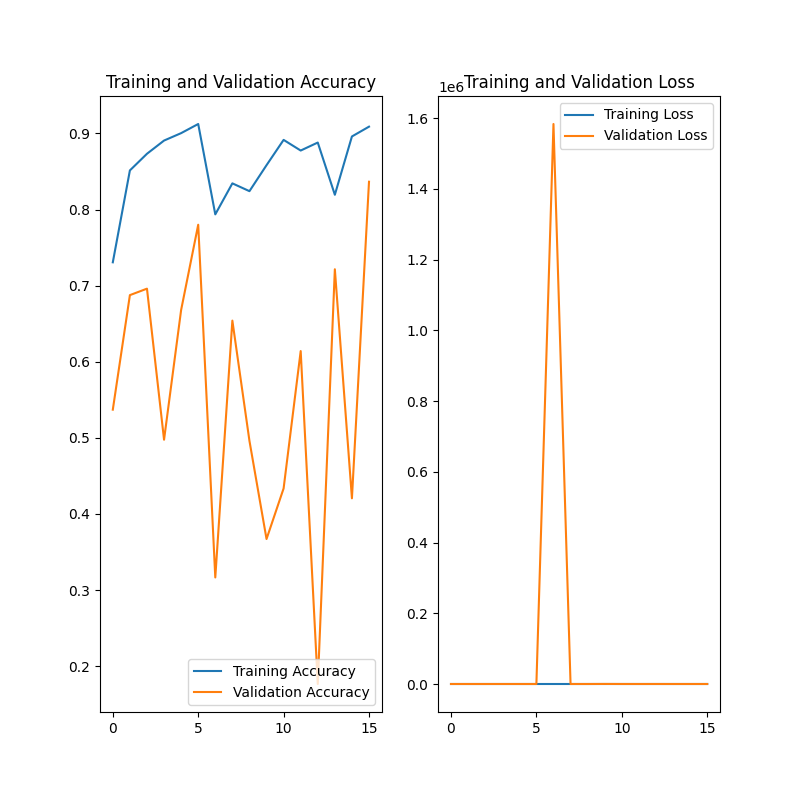 Training and Validation Accuracy
0.9
0.8
0.7
0.6
0.5
0.4
0.3
0.2
0 5 10 15
Training Accuracy
Validation Accuracy
Training and Validation Loss
1e6
1.6
1.4
1.2
1.0
0.8
0.6
0.4
0.2
0.0
0 5 10 15
Training Loss
Validation Loss